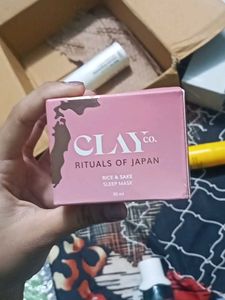 CLAY
CO.
RITUALS OF JAPAN
RICE & SAKE
SLEEP MASK